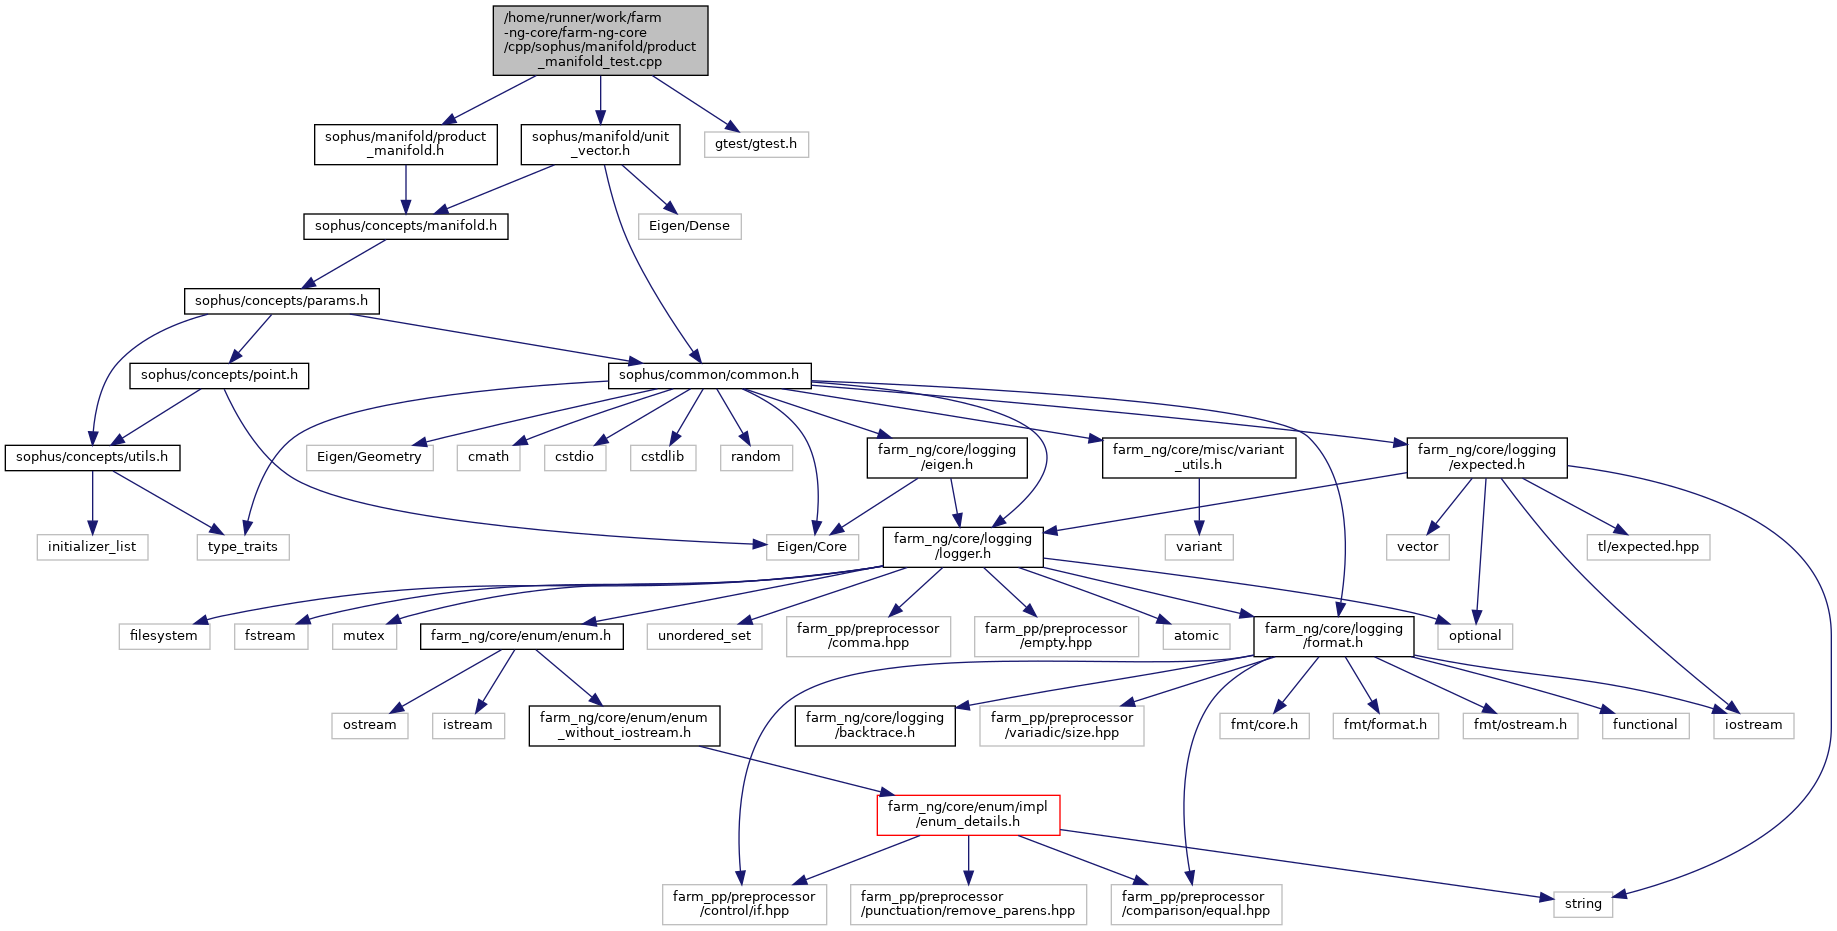 /home/runner/work/farm
-ng-core/farm-ng-core
/cpp/sophus/manifold/product
_manifold_test.cpp
sophus/manifold/product
_manifold.h
sophus/manifold/unit
_vector.h
gtest/gtest.h
sophus/concepts/manifold.h
Eigen/Dense
sophus/concepts/params.h
sophus/concepts/point.h
sophus/common/common.h
sophus/concepts/utils.h
Eigen/Geometry
cmath
cstdio
cstdlib
random
farm_ng/core/logging
/eigen.h
farm_ng/core/misc/variant
_utils.h
farm_ng/core/logging
/expected.h
initializer_list
type_traits
Eigen/Core
farm_ng/core/logging
/logger.h
variant
vector
tl/expected.hpp
filesystem
fstream
mutex
farm_ng/core/enum/enum.h
unordered_set
farm_pp/preprocessor
/comma.hpp
farm_pp/preprocessor
/empty.hpp
atomic
farm_ng/core/logging
/format.h
optional
ostream
istream
farm_ng/core/enum/enum
_without_iostream.h
farm_ng/core/logging
/backtrace.h
farm_pp/preprocessor
/variadic/size.hpp
fmt/core.h
fmt/format.h
fmt/ostream.h
functional
iostream
farm_ng/core/enum/impl
/enum_details.h
farm_pp/preprocessor
/control/if.hpp
farm_pp/preprocessor
/punctuation/remove_parens.hpp
farm_pp/preprocessor
/comparison/equal.hpp
string